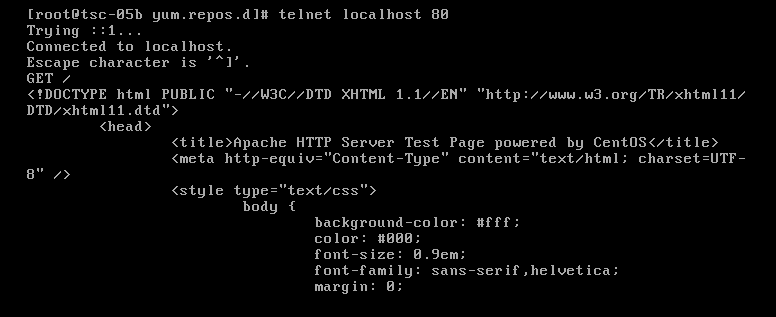 [root@tsc-05b yum.repos.d]# telnet localhost 80
Trying ::1...
Connected to localhost.
Escape character is '^]'.
GET /
<!DOCTYPE html PUBLIC "-//W3C//DTD XHTML 1.1//EN" "http://www.w3.org/TR/xhtml11/
DTD/xhtml11.dtd">
        <head>
                <title>Apache HTTP Server Test Page powered by CentOS</title>
                <meta http-equiv="Content-Type" content="text/html; charset=UTF-
8" />
                <style type="text/css">
                        body {
                                background-color: #fff;
                                color: #000;
                                font-size: 0.9em;
                                font-family: sans-serif,helvetica;
                                margin: 0;